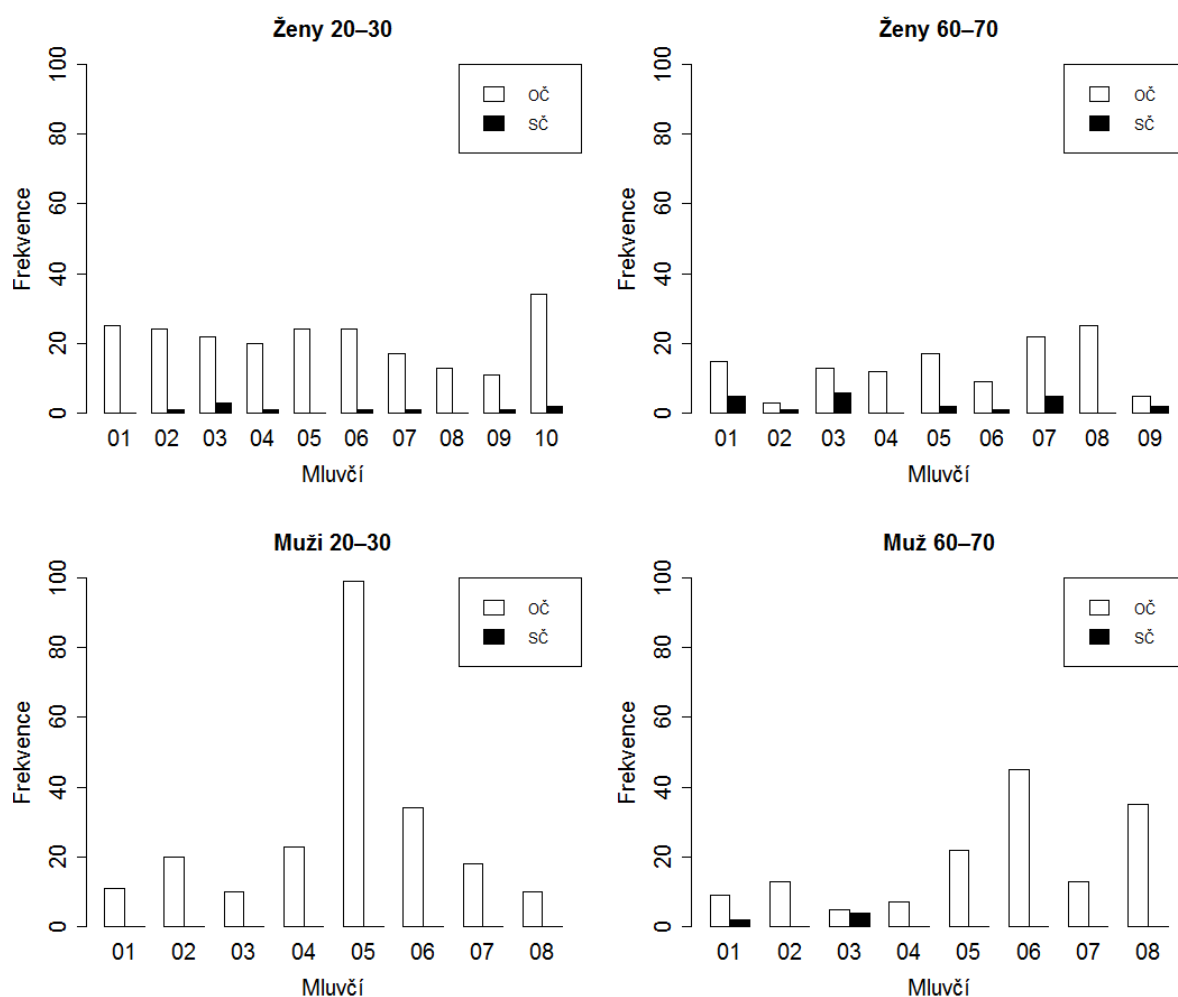 Ženy 20–30
OČ
SČ
Frekvence
0 20 40 60 80 100
01 02 03 04 05 06 07 08 09 10
Mluvčí
Ženy 60–70
OČ
SČ
Frekvence
0 20 40 60 80 100
01 02 03 04 05 06 07 08 09
Mluvčí
Muži 20–30
OČ
SČ
Frekvence
0 20 40 60 80 100
01 02 03 04 05 06 07 08
Mluvčí
Muž 60–70
OČ
SČ
Frekvence
0 20 40 60 80 100
01 02 03 04 05 06 07 08
Mluvčí